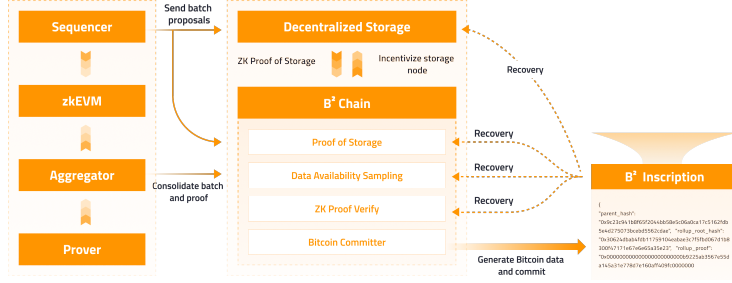 Sequencer
zkEVM
Aggregator
Prover
Send batch
proposals
Consolidate batch
and proof
Decentralized Storage
ZK Proof of Storage
Incentivize storage
node
B² Chain
Proof of Storage
Data Availability Sampling
ZK Proof Verify
Bitcoin Committer
Recovery
Recovery
Recovery
Recovery
Generate Bitcoin data
and commit
B² Inscription
{
"parent_hash":
"rollup_root_hash":
"rollup_proof":